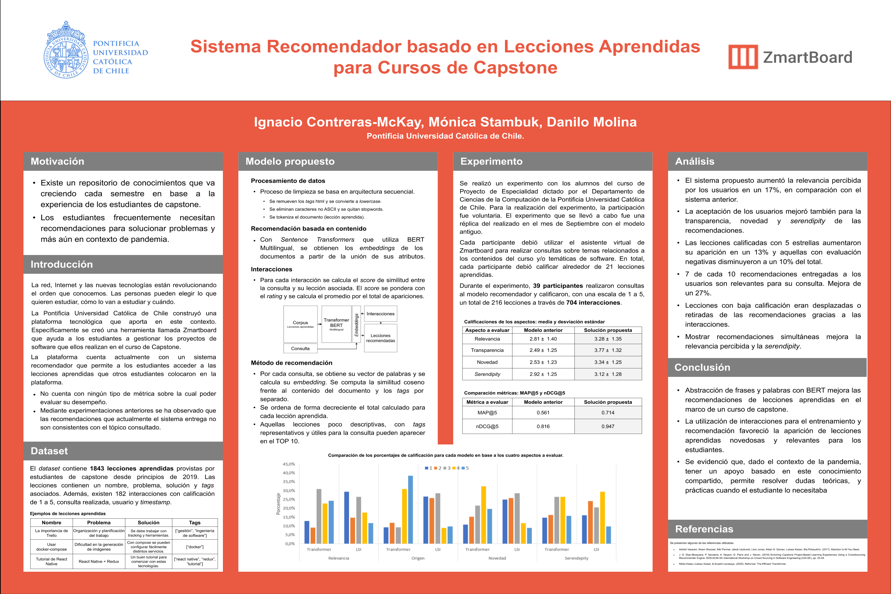 PONTIFICIA
UNIVERSIDAD
CATÓLICA
DE CHILE
Sistema Recomendador basado en Lecciones Aprendidas
para Cursos de Capstone
ZmartBoard
Ignacio Contreras-McKay, Mónica Stambuk, Danilo Molina
Pontificia Universidad Católica de Chile.
Motivación
• Existe un repositorio de conocimientos que va
creciendo cada semestre en base a la
experiencia de los estudiantes de capstone.
• Los estudiantes frecuentemente necesitan
recomendaciones para solucionar problemas y
más aún en contexto de pandemia.
Introducción
La red, Internet y las nuevas tecnologías están revolucionando
el orden que conocemos. Las personas pueden elegir lo que
quieren estudiar, cómo lo van a estudiar y cuándo.
La Pontificia Universidad Católica de Chile construyó una
plataforma tecnológica que aporta en este contexto.
Específicamente se creó una herramienta llamada Zmartboard
que ayuda a los estudiantes a gestionar los proyectos de
software que ellos realizan en el curso de Capstone.
La plataforma cuenta actualmente con un sistema
recomendador que permite a los estudiantes acceder a las
lecciones aprendidas que otros estudiantes colocaron en la
plataforma.
• No cuenta con ningún tipo de métrica sobre la cual poder
evaluar su desempeño.
• Mediante experimentaciones anteriores se ha observado que
las recomendaciones que actualmente el sistema entrega no
son consistentes con el tópico consultado.
Dataset
El dataset contiene 1843 lecciones aprendidas provistas por
estudiantes de capstone desde principios de 2019. Las
lecciones contienen un nombre, problema, solución y tags
asociados. Además, existen 182 interacciones con calificación
de 1 a 5, consulta realizada, usuario y timestamp.
Ejemplos de lecciones aprendidas
Nombre Problema Solución Tags
La importancia de Trello Organización y planificación del trabajo Se debe trabajar con tracking y herramientas. ["gestión", "ingeniería de software"]
Usar docker-compose Dificultad en la generación de imágenes Con compose se pueden configurar fácilmente distintos servicios ["docker"]
Tutorial de React Native React Native + Redux Un buen tutorial para comenzar con estas tecnologías ["react native", "redux", "tutorial"]
Modelo propuesto
Procesamiento de datos
• Proceso de limpieza se basa en arquitectura secuencial.
• Se remueven los tags html y se convierte a lowercase.
• Se eliminan caracteres no ASCII y se quitan stopwords.
• Se tokeniza el documento (lección aprendida).
Recomendación basada en contenido
• Con Sentence Transformers que utiliza BERT
Multilingual, se obtienen los embeddings de los
documentos a partir de la unión de sus atributos.
Interacciones
• Para cada interacción se calcula el score de similitud entre
la consulta y su lección asociada. El score se pondera con
el rating y se calcula el promedio por el total de apariciones.
Corpus
Transformer
BERT
Multilingual
Embeddings
Interacciones
Lecciones
recomendadas
Consulta
Método de recomendación
• Por cada consulta, se obtiene su vector de palabras y se
calcula su embedding. Se computa la similitud coseno
frente al contenido del documento y los tags por
separado.
• Se ordena de forma decreciente el total calculado para
cada lección aprendida.
• Aquellas lecciones poco descriptivas, con tags
representativos y útiles para la consulta pueden aparecer
en el TOP 10.
Experimento
Se realizó un experimento con los alumnos del curso de
Proyecto de Especialidad dictado por el Departamento de
Ciencias de la Computación de la Pontificia Universidad Católica
de Chile. Para la realización del experimento, la participación
fue voluntaria. El experimento que se llevó a cabo fue una
réplica del realizado en el mes de Septiembre con el modelo
antiguo.
Cada participante debió utilizar el asistente virtual de
Zmartboard para realizar consultas sobre temas relacionados a
los contenidos del curso y/o temáticas de software. En total,
cada participante debió calificar alrededor de 21 lecciones
aprendidas.
Durante el experimento, 39 participantes realizaron consultas
al modelo recomendador y calificaron, con una escala de 1 a 5,
un total de 216 lecciones a través de 704 interacciones.
Calificaciones de los aspectos: media y desviación estándar
Aspecto a evaluar Modelo anterior Solución propuesta
Relevancia 2.81 ± 1.40 3.28 ± 1.35
Transparencia 2.49 ± 1.25 3.77 ± 1.32
Novedad 2.53 ± 1.23 3.34 ± 1.25
Serendipity 2.92 ± 1.25 3.12 ± 1.28
Comparación métricas: MAP@5 y nDCG@5
Métrica a evaluar Modelo anterior Solución propuesta
MAP@5 0.561 0.714
nDCG@5 0.816 0.947
Comparación de los porcentajes de calificación para cada modelo en base a los cuatro aspectos a evaluar.
1 2 3 4 5
Porcentaje
45,0%
40,0%
35,0%
30,0%
25,0%
20,0%
15,0%
10,0%
5,0%
0,0%
Transformer LSI Transformer LSI Transformer LSI Transformer LSI
Relevancia Origen Novedad Serendipity
Análisis
• El sistema propuesto aumentó la relevancia percibida
por los usuarios en un 17%, en comparación con el
sistema anterior.
• La aceptación de los usuarios mejoró también para la
transparencia, novedad y serendipity de las
recomendaciones.
• Las lecciones calificadas con 5 estrellas aumentaron
su aparición en un 13% y aquellas con evaluación
negativas disminuyeron a un 10% del total.
• 7 de cada 10 recomendaciones entregadas a los
usuarios son relevantes para su consulta. Mejora de
un 27%.
• Lecciones con baja calificación eran desplazadas o
retiradas de las recomendaciones gracias a las
interacciones.
• Mostrar recomendaciones simultáneas mejora la
relevancia percibida y la serendipity.
Conclusión
• Abstracción de frases y palabras con BERT mejora las
recomendaciones de lecciones aprendidas en el
marco de un curso de capstone.
• La utilización de interacciones para el entrenamiento y
recomendación favoreció la aparición de lecciones
aprendidas novedosas y relevantes para los
estudiantes.
• Se evidenció que, dado el contexto de la pandemia,
tener un apoyo basado en este conocimiento
compartido, permite resolver dudas teóricas, y
prácticas cuando el estudiante lo necesitaba
Referencias